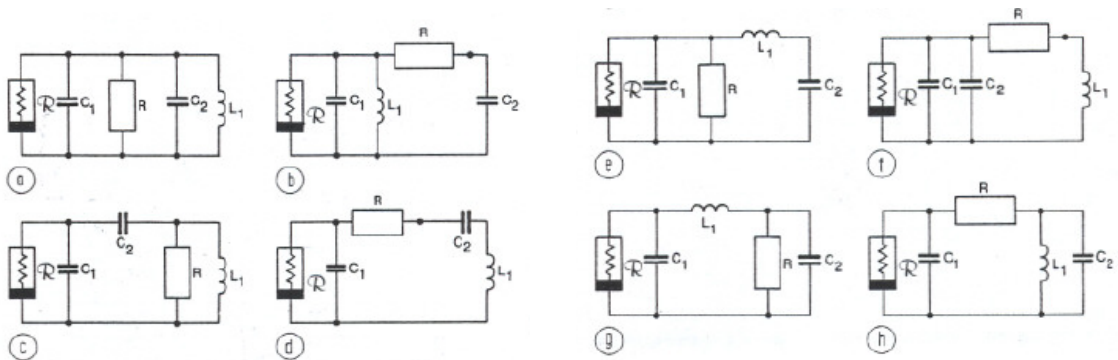 R
R
L₁
R
ℛ C₁ R C₂ L₁
ℛ C₁ L₁ C₂
ℛ C₁ R C₂
ℛ C₁ C₂ L₁
a
b
e
f
R
L₁
R
C₂
C₂
ℛ C₁ R L₁
ℛ C₁ L₁
ℛ C₁ R C₂
ℛ C₁ L₁ C₂
c
d
g
h